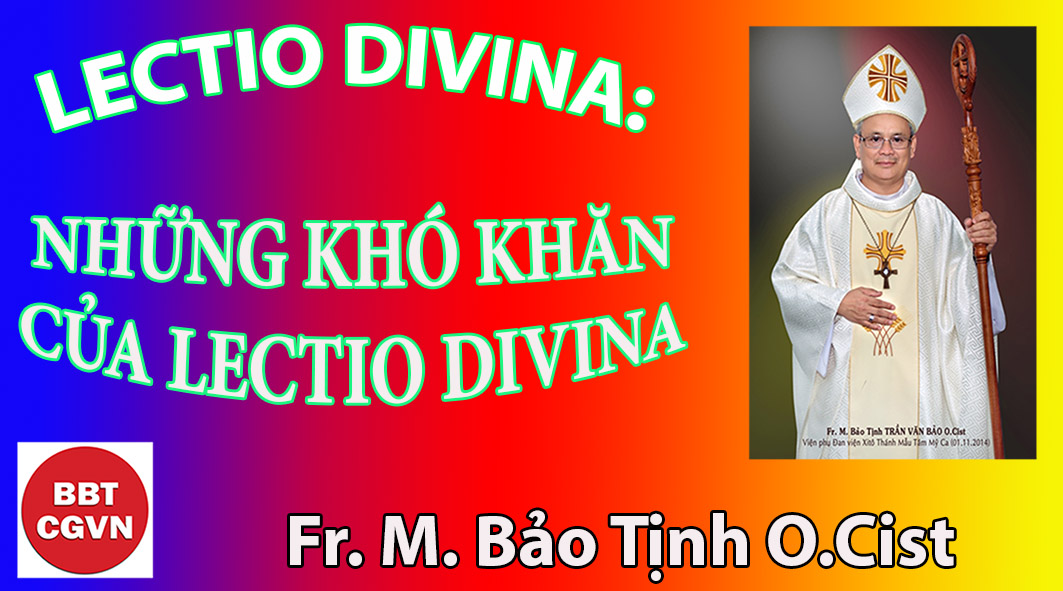 LECTIO DIVINA:
NHỮNG KHÓ KHĂN
CỦA LECTIO DIVINA
Fr. M. Bảo Tịnh TRẦN VĂN BẢO O.Cist
Viện phụ Đan viện Xitô Thánh Mẫu Tâm Mỹ Ca (01.11.2014)
BBT
CGVN
Fr. M. Bảo Tịnh O.Cist